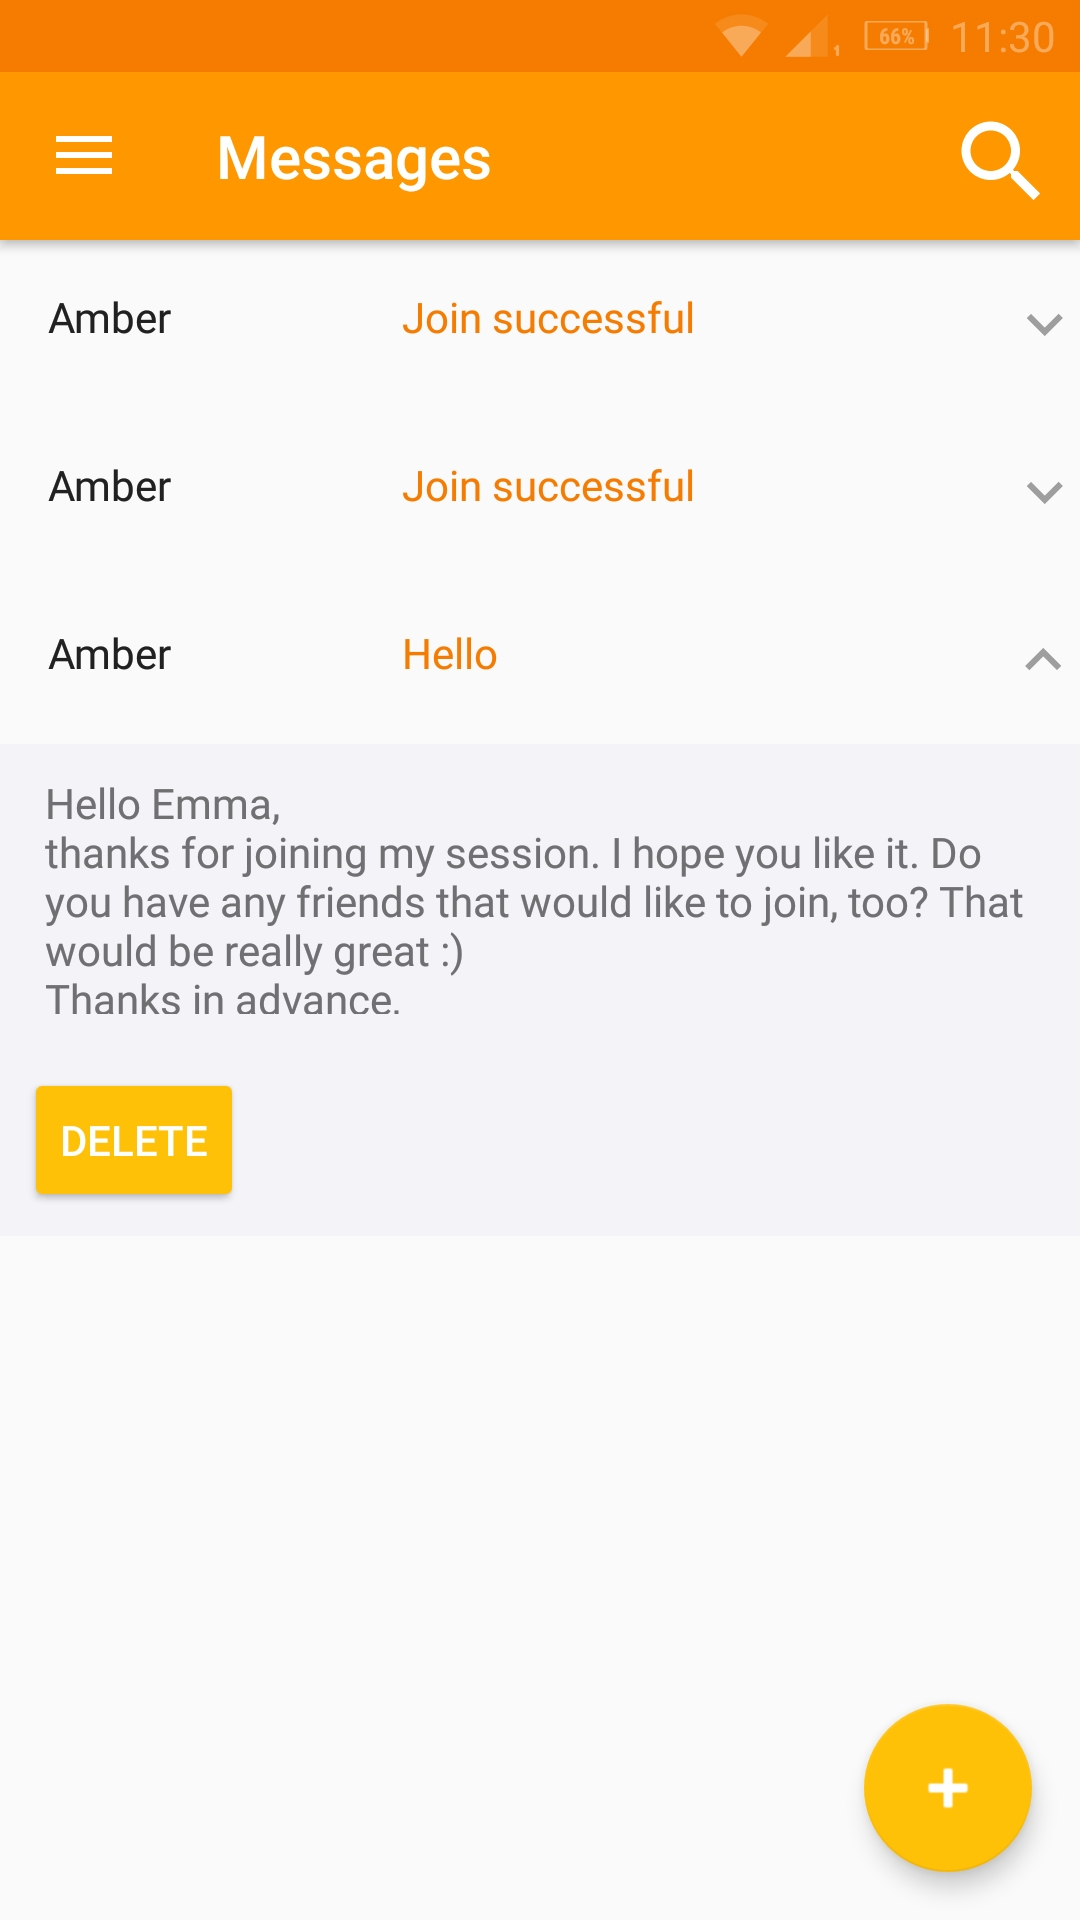 66% 11:30
Messages
Amber Join successful
Amber Join successful
Amber Hello
Hello Emma,
thanks for joining my session. I hope you like it. Do
you have any friends that would like to join, too? That
would be really great :)
Thanks in advance.
DELETE